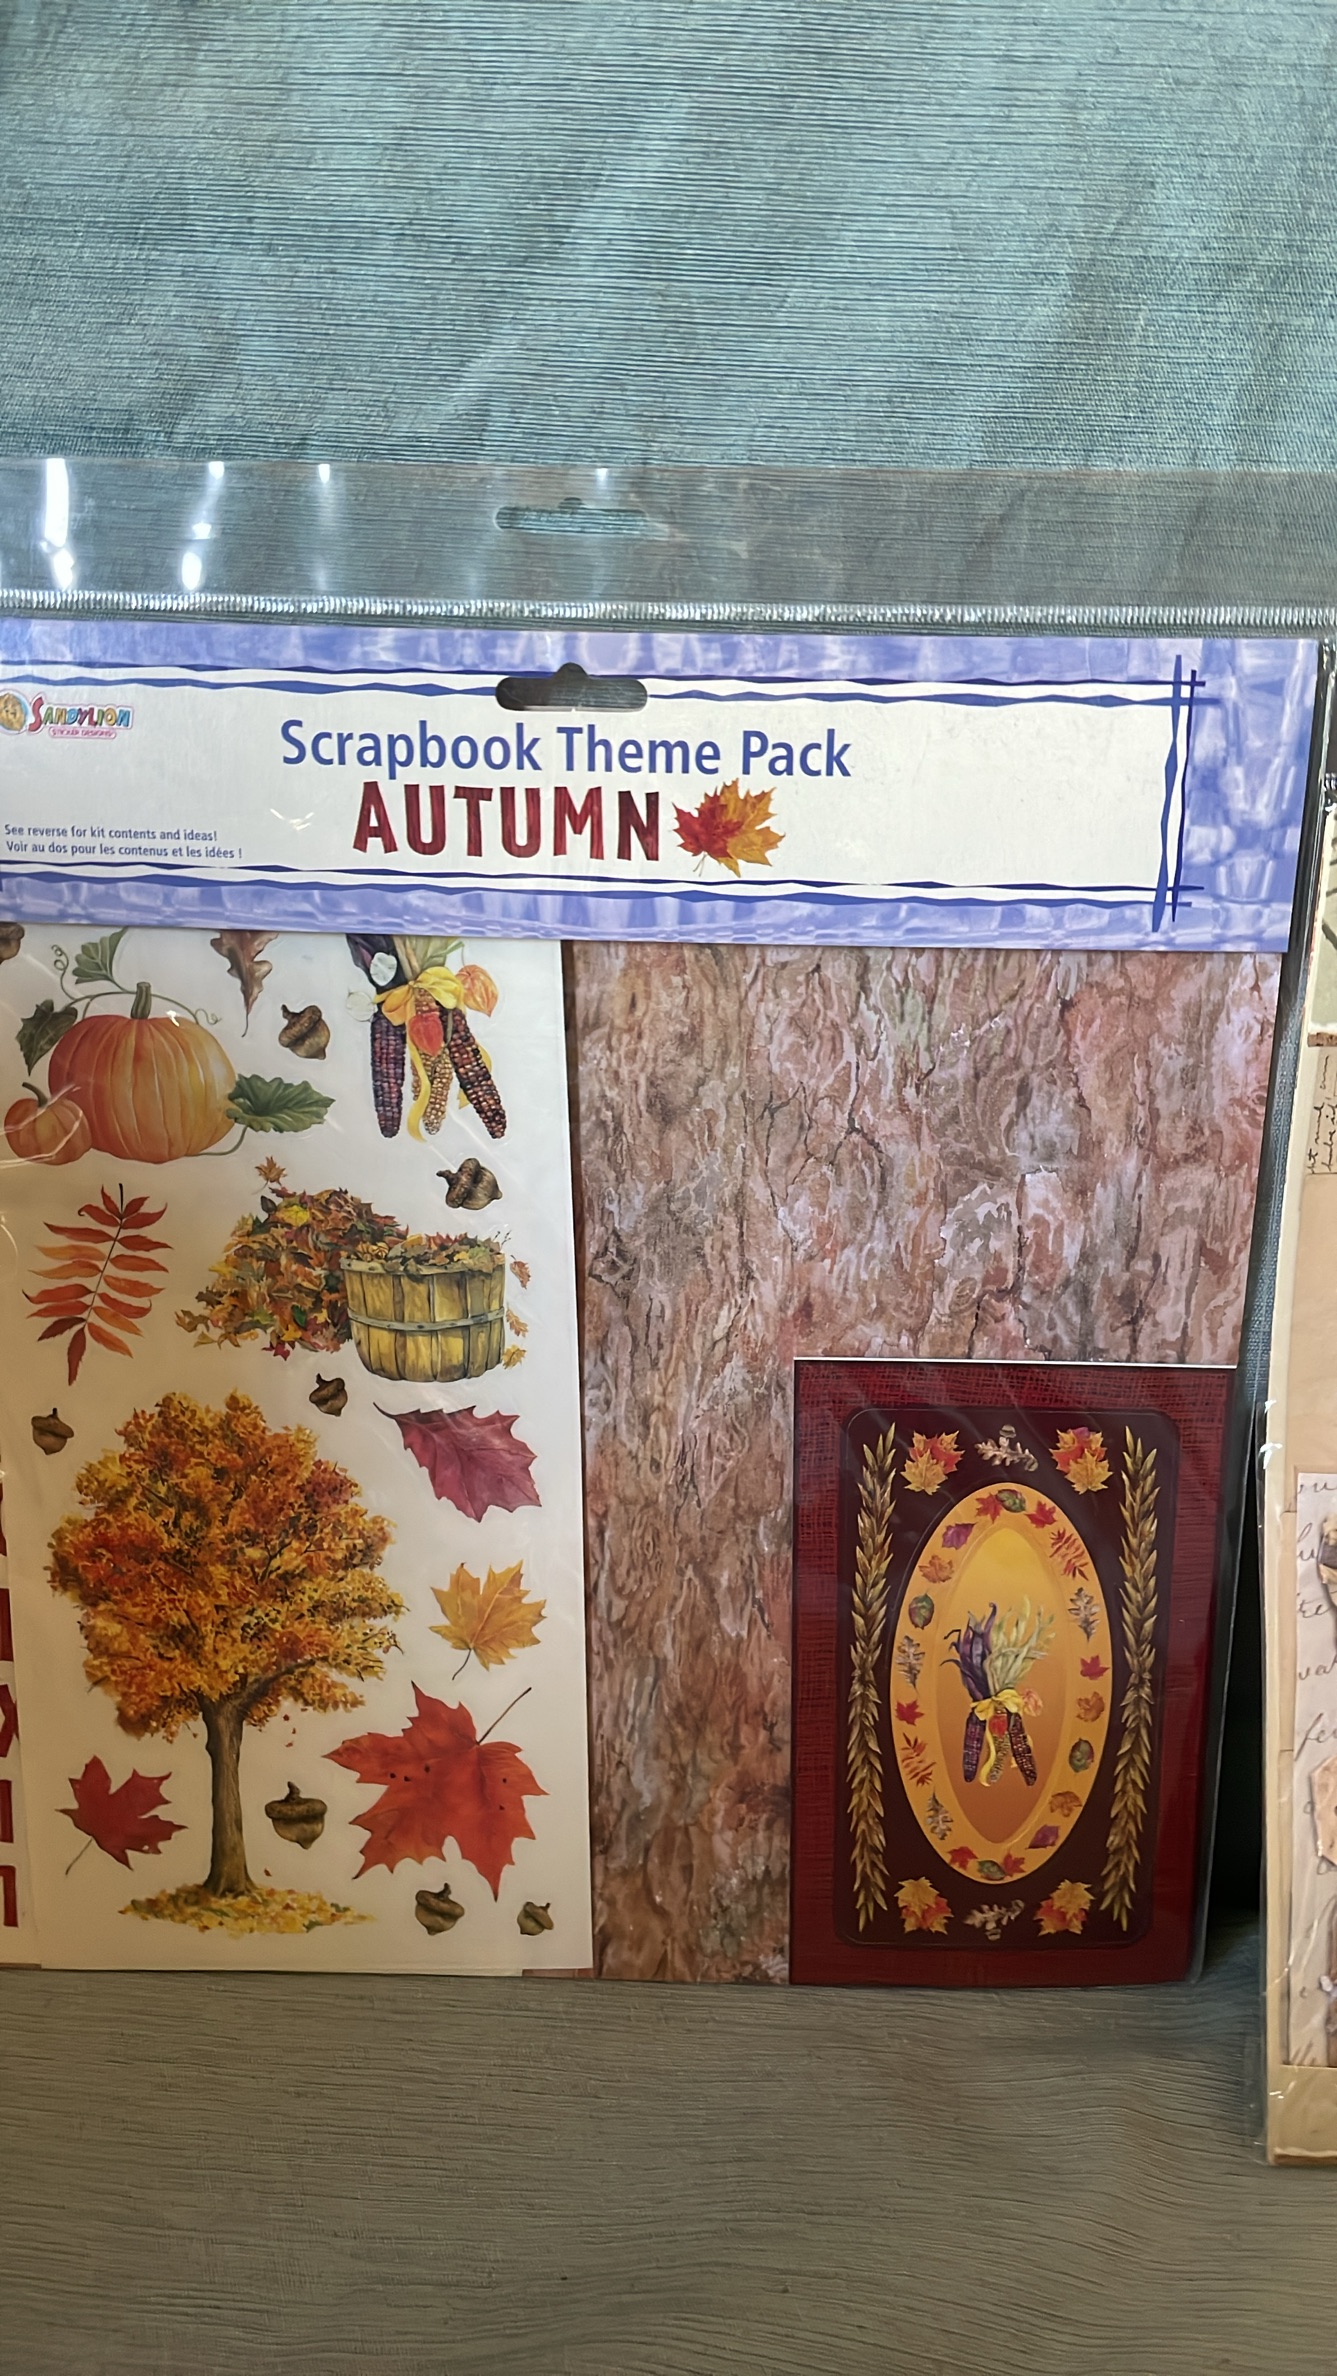 SANDYLION
STICKER DESIGNS
Scrapbook Theme Pack
AUTUMN
See reverse for kit contents and ideas!
Voir au dos pour les contenus et les idées !